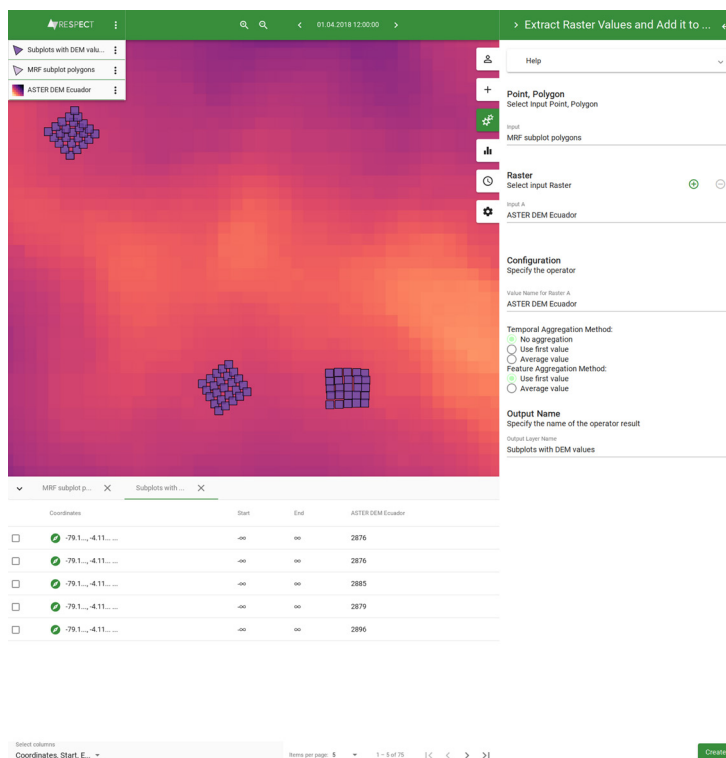 RESPECT
01.04.2018 12:00:00
Extract Raster Values and Add it to ...
Subplots with DEM valu...
MRF subplot polygons
ASTER DEM Ecuador
Help
Point, Polygon
Select Input Point, Polygon
Input
MRF subplot polygons
Raster
Select input Raster
Input A
ASTER DEM Ecuador
Configuration
Specify the operator
Value Name for Raster A
ASTER DEM Ecuador
Temporal Aggregation Method:
No aggregation
Use first value
Average value
Feature Aggregation Method:
Use first value
Average value
Output Name
Specify the name of the operator result
Output Layer Name
Subplots with DEM values
MRF subplot p...
Subplots with ...
Coordinates Start End ASTER DEM Ecuador
-79.1..., -4.11... ... -∞ ∞ 2876
-79.1..., -4.11... ... -∞ ∞ 2876
-79.1..., -4.11... ... -∞ ∞ 2885
-79.1..., -4.11... ... -∞ ∞ 2879
-79.1..., -4.11... ... -∞ ∞ 2896
Select columns
Coordinates, Start, E...
Items per page: 5 1 – 5 of 75
Create